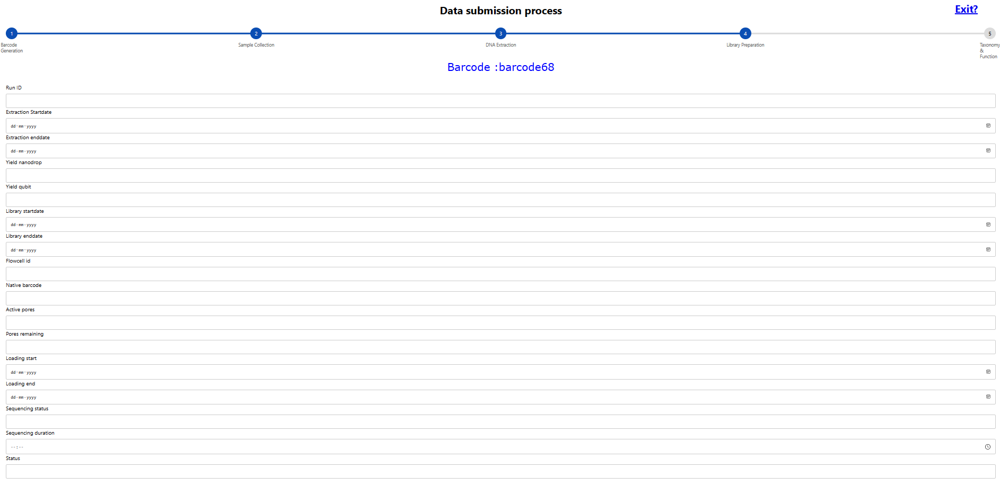 Data submission process
Exit?
1
2
3
4
5
Barcode
Generation
Sample Collection
DNA Extraction
Library Preparation
Taxonomy
&
Function
Barcode :barcode68
Run ID
Extraction Startdate
dd-mm-yyyy
Extraction enddate
dd-mm-yyyy
Yield nanodrop
Yield qubit
Library startdate
dd-mm-yyyy
Library enddate
dd-mm-yyyy
Flowcell id
Native barcode
Active pores
Pores remaining
Loading start
dd-mm-yyyy
Loading end
dd-mm-yyyy
Sequencing status
Sequencing duration
--:--
Status